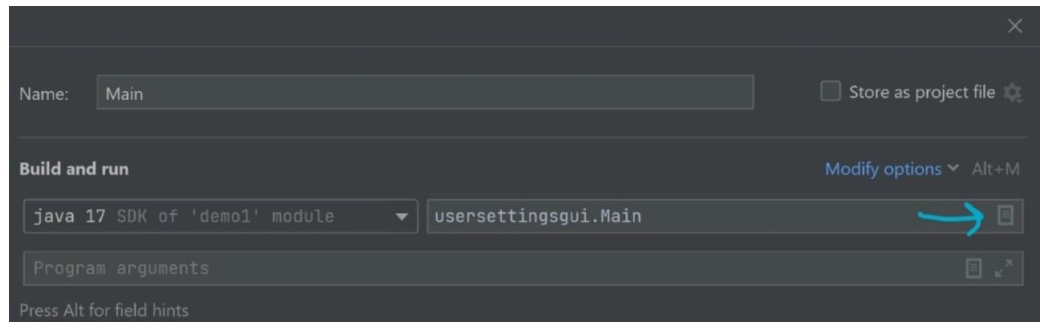 Name: Main Store as project file
Build and run Modify options Alt+M
java 17 SDK of 'demo1' module usersettingsgui.Main
Program arguments
Press Alt for field hints